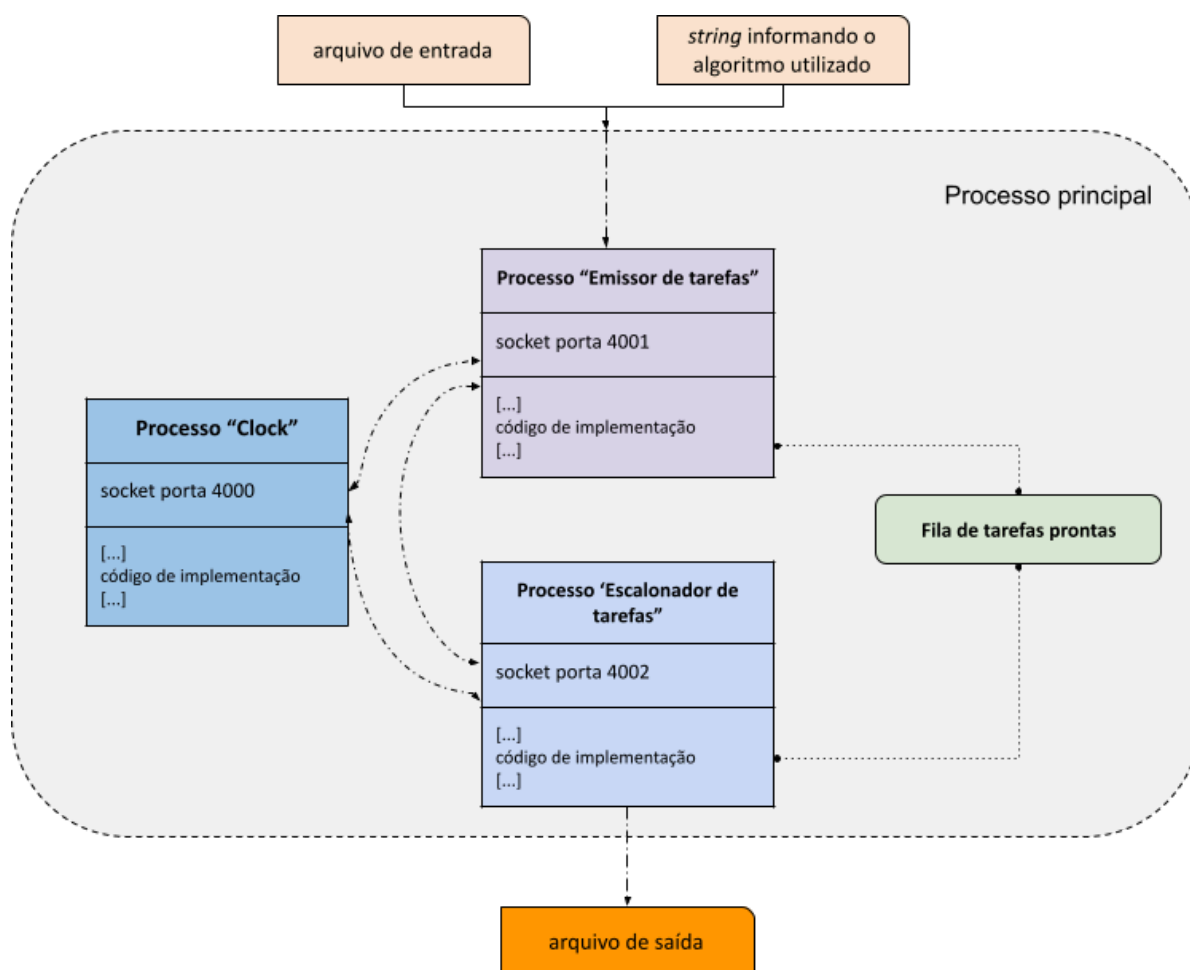 arquivo de entrada
string informando o
algoritmo utilizado
Processo principal
Processo “Emissor de tarefas”
socket porta 4001
[...]
código de implementação
[...]
Processo “Clock”
socket porta 4000
[...]
código de implementação
[...]
Fila de tarefas prontas
Processo ‘Escalonador de
tarefas”
socket porta 4002
[...]
código de implementação
[...]
arquivo de saída